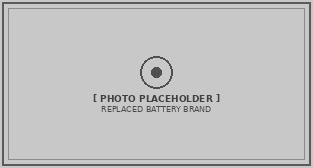 [ PHOTO PLACEHOLDER ]
REPLACED BATTERY BRAND